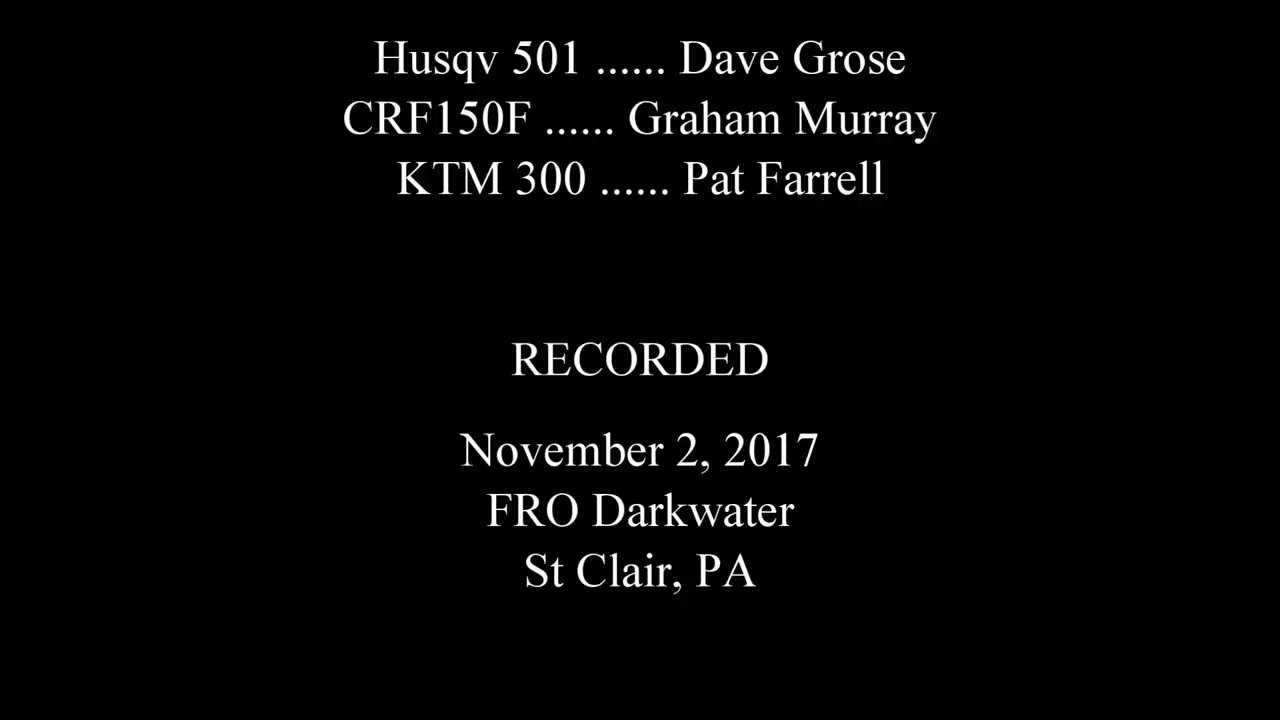 Husqv 501 ...... Dave Grose
CRF150F ...... Graham Murray
KTM 300 ...... Pat Farrell
RECORDED
November 2, 2017
FRO Darkwater
St Clair, PA